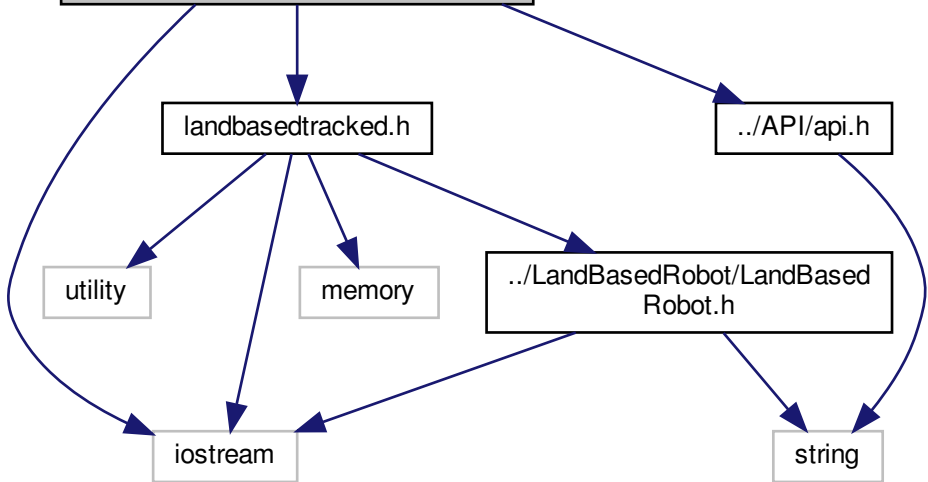 landbasedtracked.h
../API/api.h
utility
memory
../LandBasedRobot/LandBased
Robot.h
iostream
string